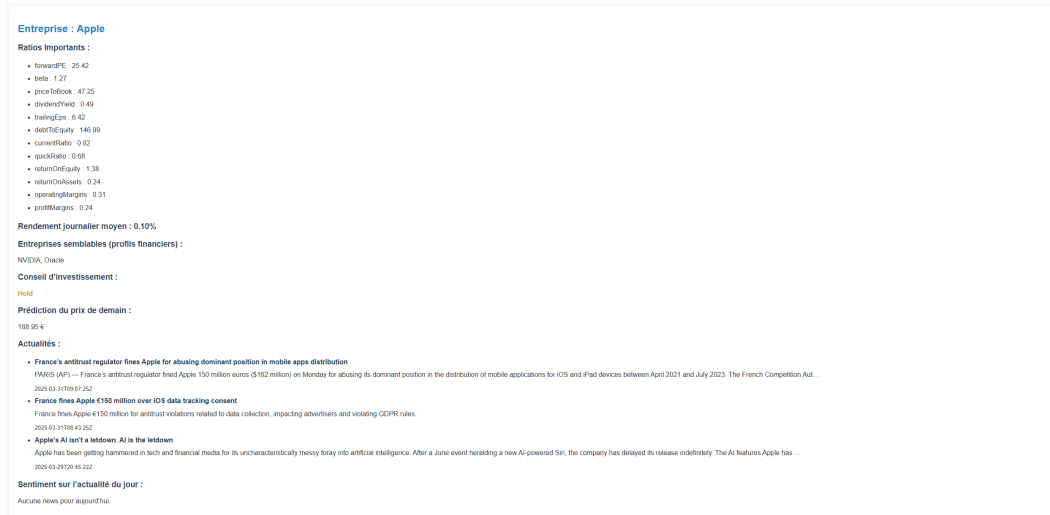 Entreprise : Apple
Ratios Importants :
• forwardPE : 25.42
• beta : 1.27
• priceToBook : 47.25
• dividendYield : 0.49
• trailingEps : 6.42
• debtToEquity : 146.99
• currentRatio : 0.82
• quickRatio : 0.68
• returnOnEquity : 1.38
• returnOnAssets : 0.24
• operatingMargins : 0.31
• profitMargins : 0.24
Rendement journalier moyen : 0.10%
Entreprises semblables (profils financiers) :
NVIDIA, Oracle
Conseil d'investissement :
Hold
Prédiction du prix de demain :
188.95 €
Actualités :
• France's antitrust regulator fines Apple for abusing dominant position in mobile apps distribution
PARIS (AP) — France's antitrust regulator fined Apple 150 million euros ($162 million) on Monday for abusing its dominant position in the distribution of mobile applications for iOS and iPad devices between April 2021 and July 2023. The French Competition Aut...
2025-03-31T09:07:25Z
• France fines Apple €150 million over iOS data tracking consent
France fines Apple €150 million for antitrust violations related to data collection, impacting advertisers and violating GDPR rules.
2025-03-31T08:43:25Z
• Apple's AI isn't a letdown. AI is the letdown
Apple has been getting hammered in tech and financial media for its uncharacteristically messy foray into artificial intelligence. After a June event heralding a new AI-powered Siri, the company has delayed its release indefinitely. The AI features Apple has ...
2025-03-29T20:45:22Z
Sentiment sur l'actualité du jour :
Aucune news pour aujourd'hui.